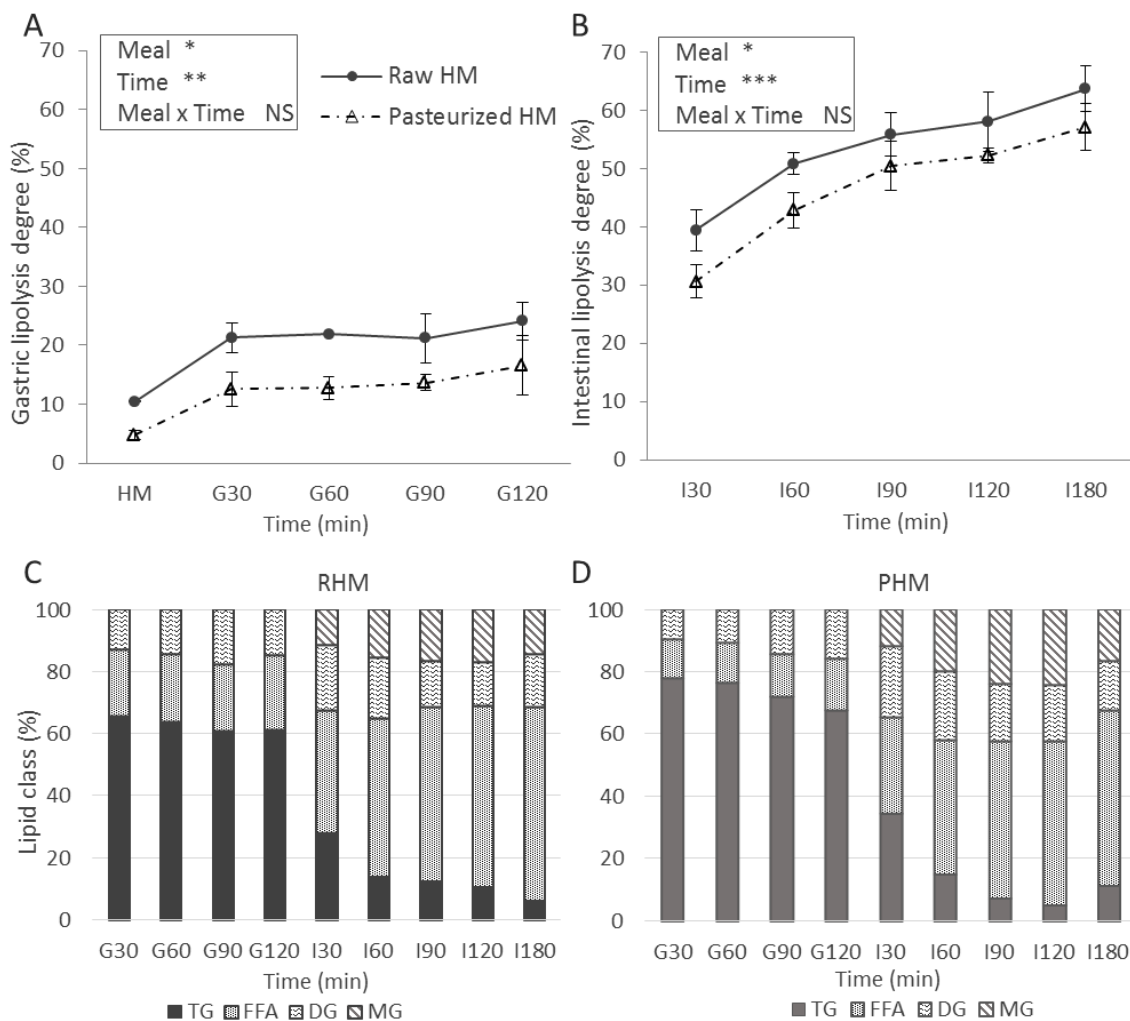 A
Meal *
Time **
Meal x Time NS
Raw HM
Pasteurized HM
Gastric lipolysis degree (%)
70
60
50
40
30
20
10
0
HM G30 G60 G90 G120
Time (min)
B
Meal *
Time ***
Meal x Time NS
Intestinal lipolysis degree (%)
70
60
50
40
30
20
10
0
I30 I60 I90 I120 I180
Time (min)
C
RHM
Lipid class (%)
100
80
60
40
20
0
G30 G60 G90 G120 I30 I60 I90 I120 I180
Time (min)
TG FFA DG MG
D
PHM
100
80
60
40
20
0
G30 G60 G90 G120 I30 I60 I90 I120 I180
Time (min)
TG FFA DG MG